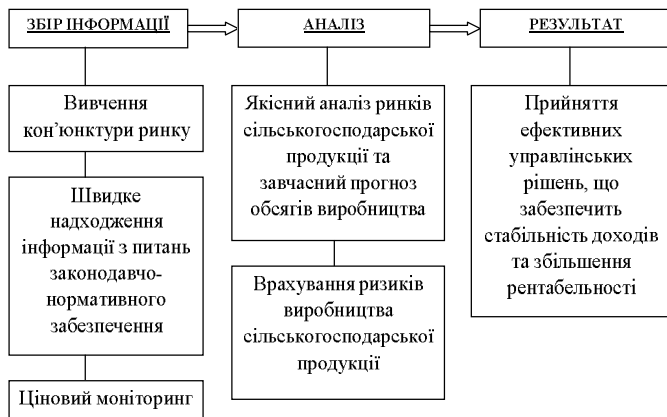 ЗБІР ІНФОРМАЦІЇ
АНАЛІЗ
РЕЗУЛЬТАТ
Вивчення
кон’юнктури ринку
Швидке
надходження
інформації з питань
законодавчо-
нормативного
забезпечення
Ціновий моніторинг
Якісний аналіз ринків
сільськогосподарської
продукції та
завчасний прогноз
обсягів виробництва
Врахування ризиків
виробництва
сільськогосподарської
продукції
Прийняття
ефективних
управлінських
рішень, що
забезпечить
стабільність доходів
та збільшення
рентабельності